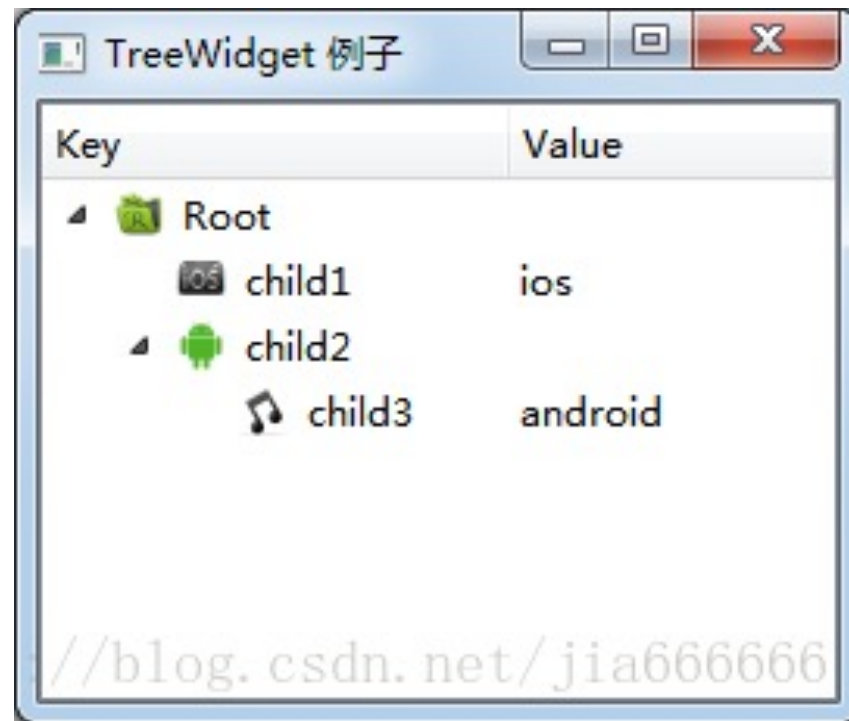 TreeWidget 例子
Key Value
Root
child1 ios
child2
child3 android
://blog.csdn.net/jia666666